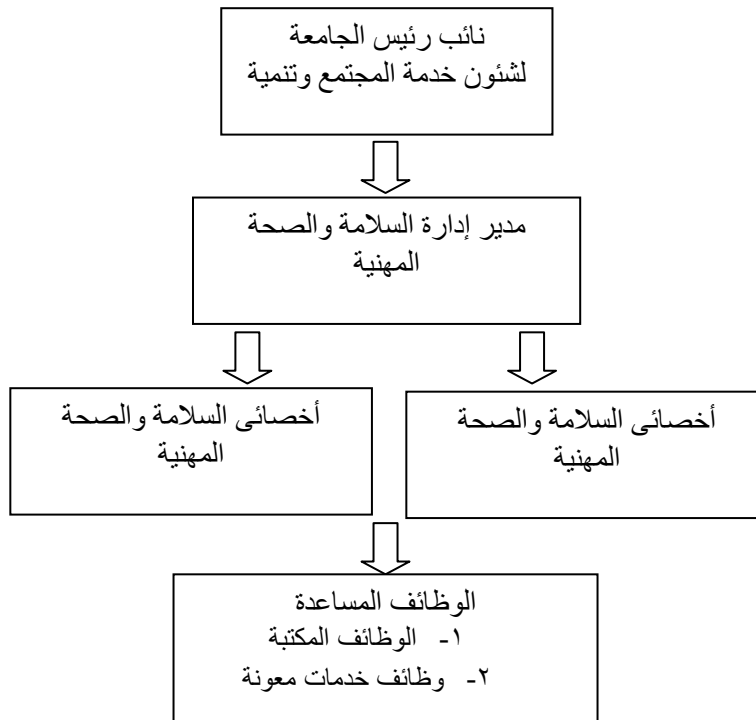 نائب رئيس الجامعة
لشئون خدمة المجتمع وتنمية
مدير إدارة السلامة والصحة
المهنية
أخصائى السلامة والصحة
المهنية
أخصائى السلامة والصحة
المهنية
الوظائف المساعدة
١- الوظائف المكتبة
٢- وظائف خدمات معونة